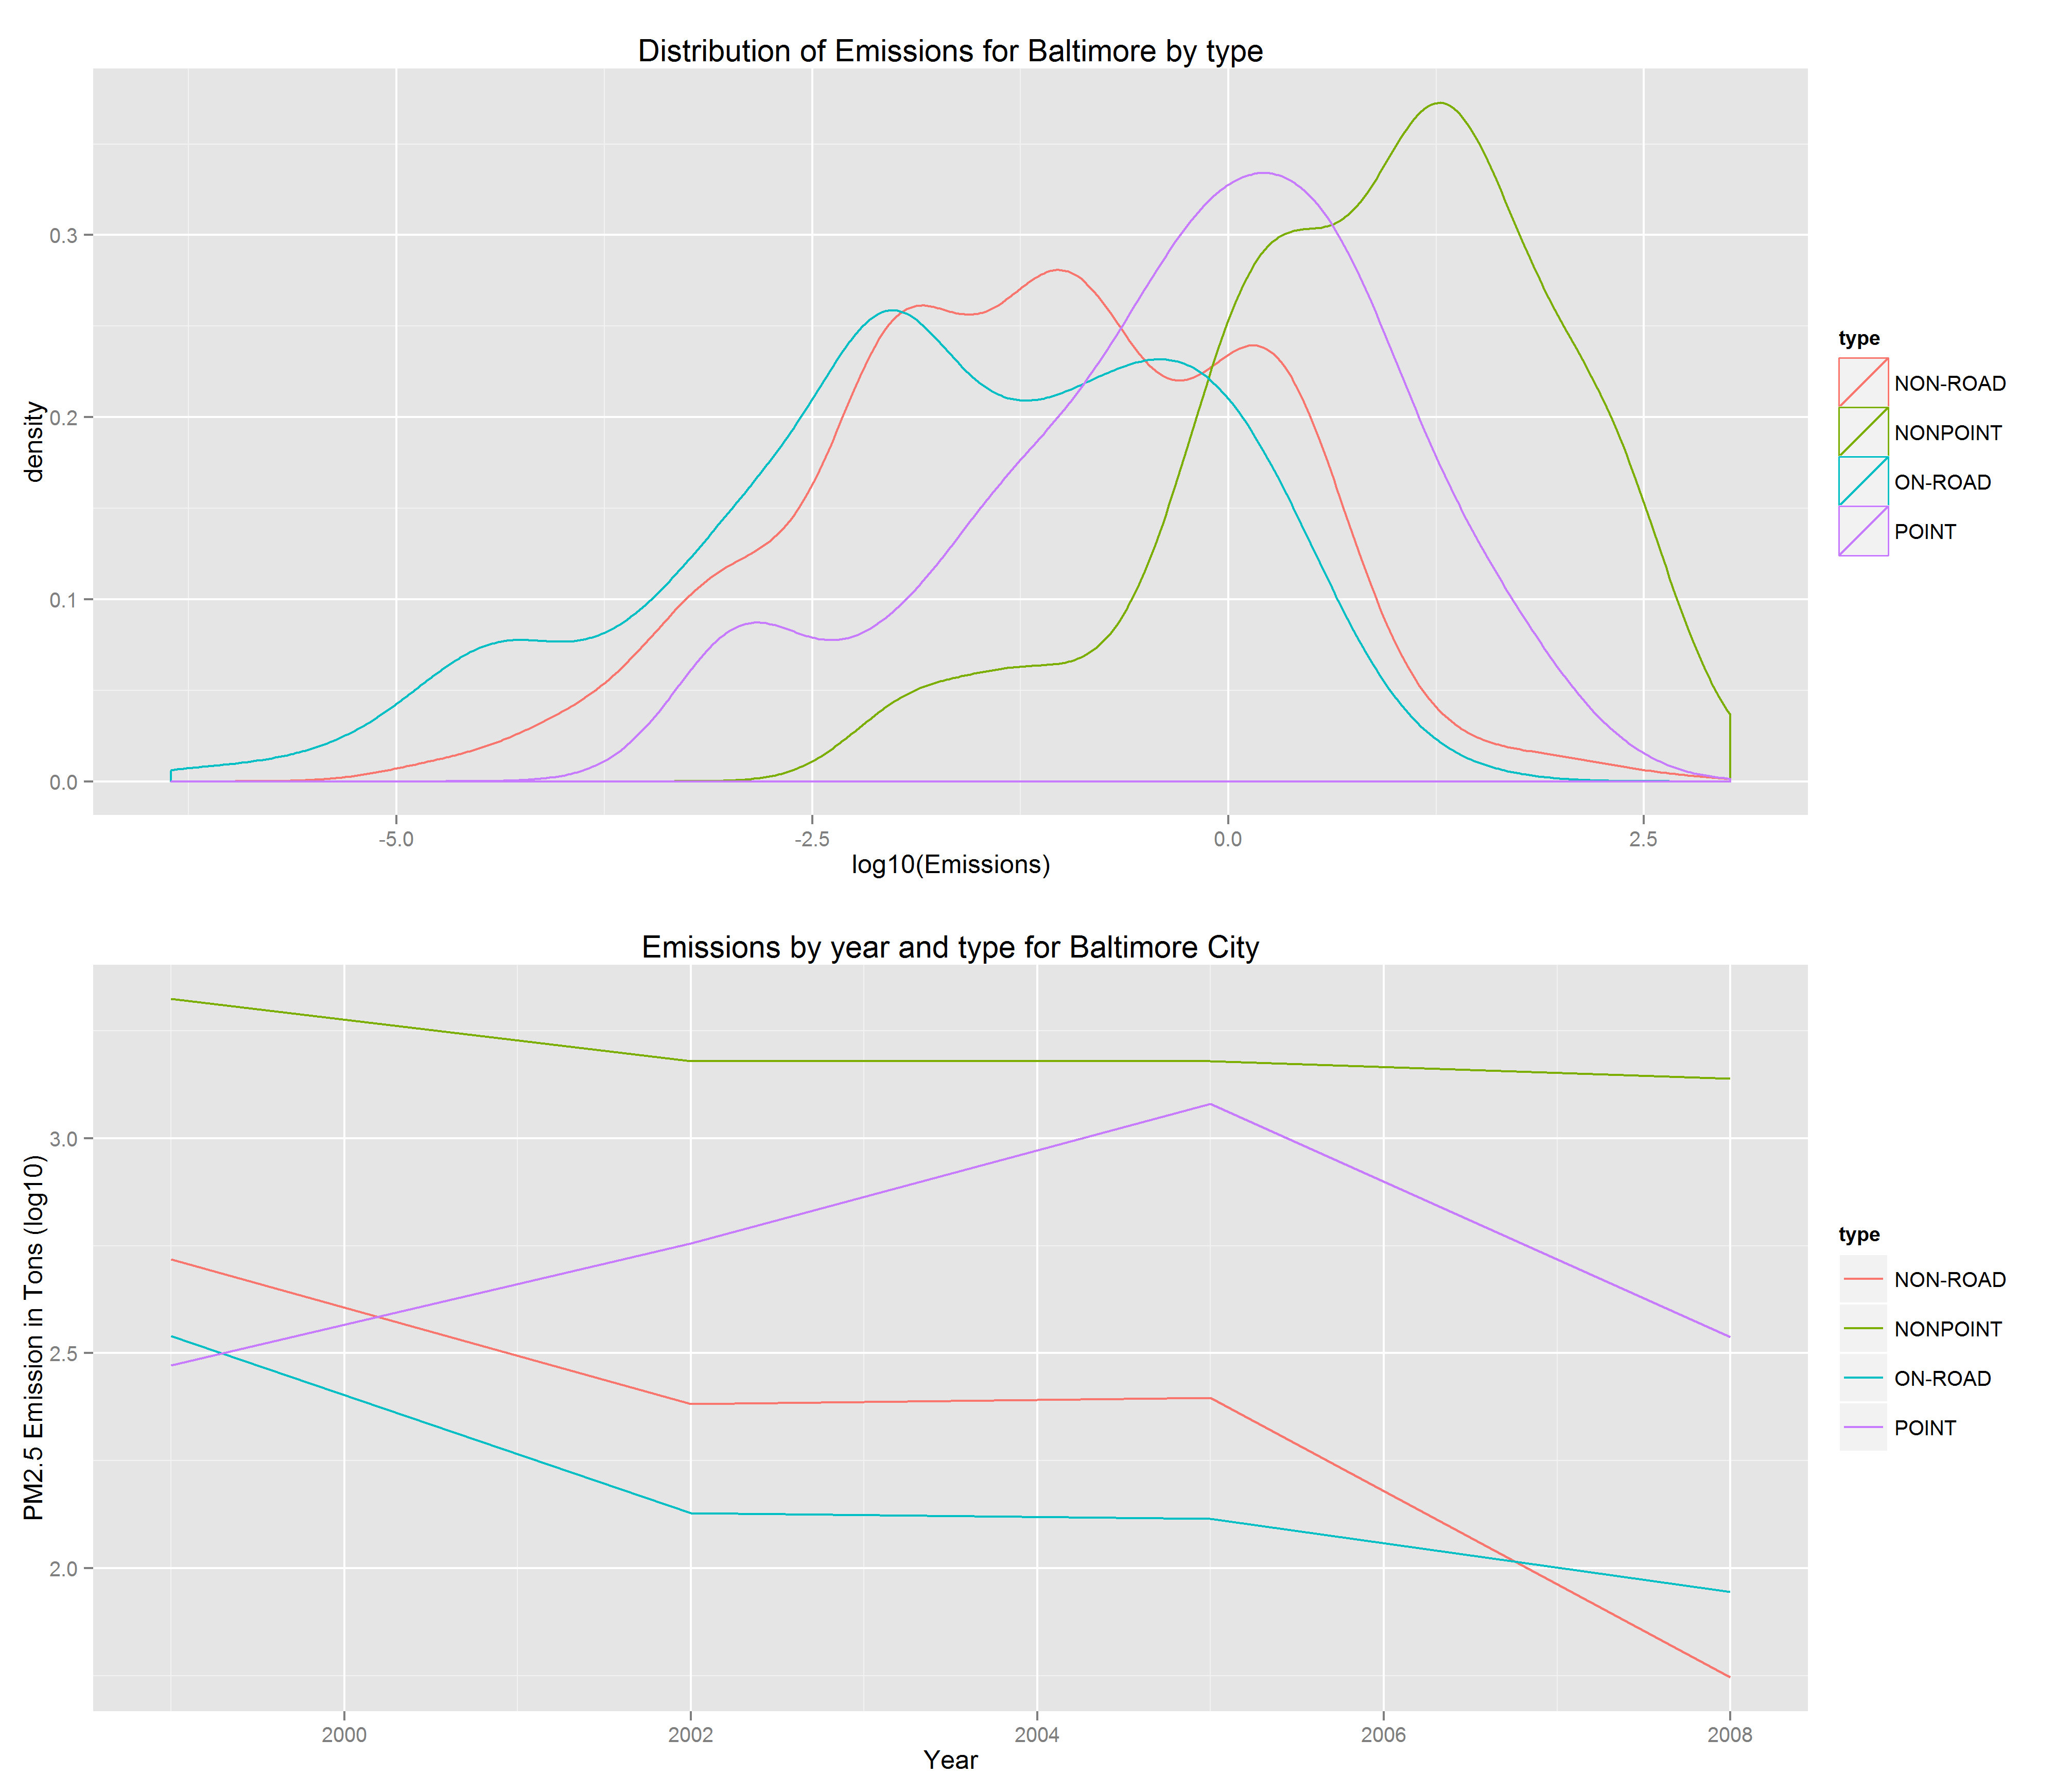 Distribution of Emissions for Baltimore by type
density
0.3
0.2
0.1
0.0
-5.0 -2.5 0.0 2.5
log10(Emissions)
type
NON-ROAD
NONPOINT
ON-ROAD
POINT
Emissions by year and type for Baltimore City
PM2.5 Emission in Tons (log10)
3.0
2.5
2.0
2000 2002 2004 2006 2008
Year
type
NON-ROAD
NONPOINT
ON-ROAD
POINT